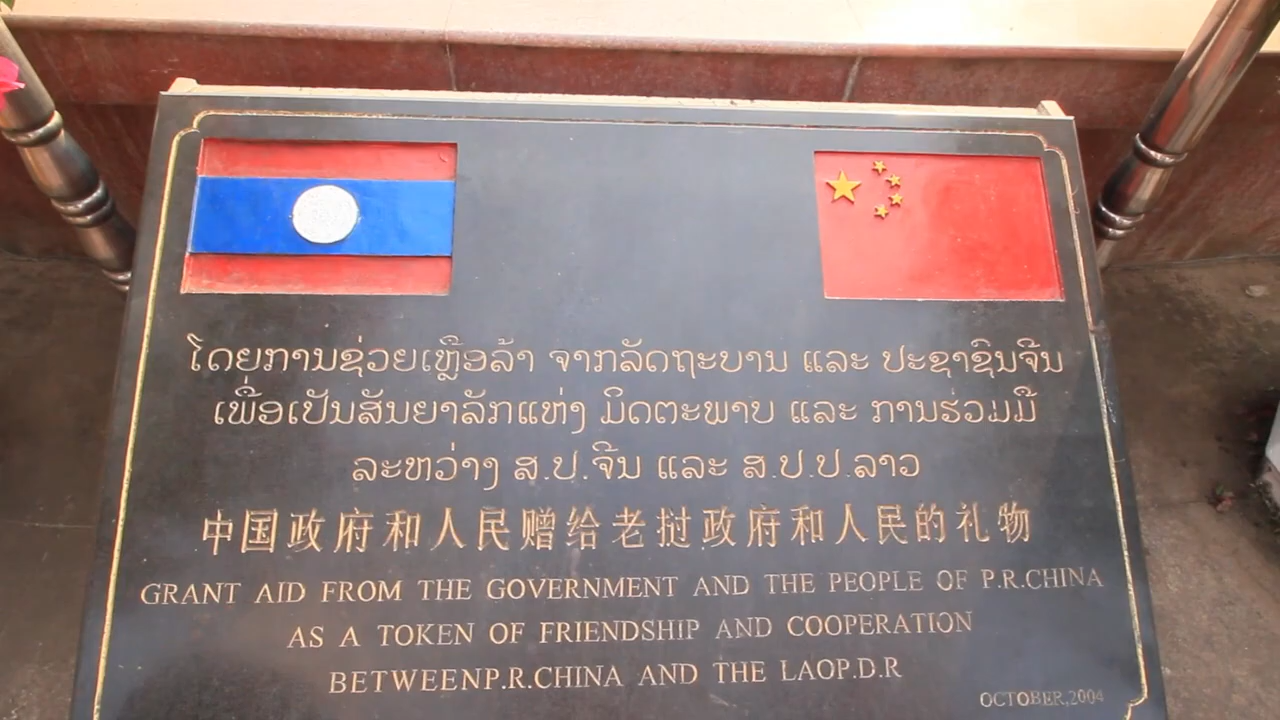 ໂດຍການຊ່ວຍເຫຼືອລ້າ ຈາກລັດຖະບານ ແລະ ປະຊາຊົນຈີນ
ເພື່ອເປັນສັນຍາລັກແຫ່ງ ມິດຕະພາບ ແລະ ການຮ່ວມມື
ລະຫວ່າງ ສ.ປ.ຈີນ ແລະ ສ.ປ.ປ.ລາວ
中国政府和人民赠给老挝政府和人民的礼物
GRANT AID FROM THE GOVERNMENT AND THE PEOPLE OF P.R.CHINA
AS A TOKEN OF FRIENDSHIP AND COOPERATION
BETWEENP.R.CHINA AND THE LAOP.D.R
OCTOBER,2004